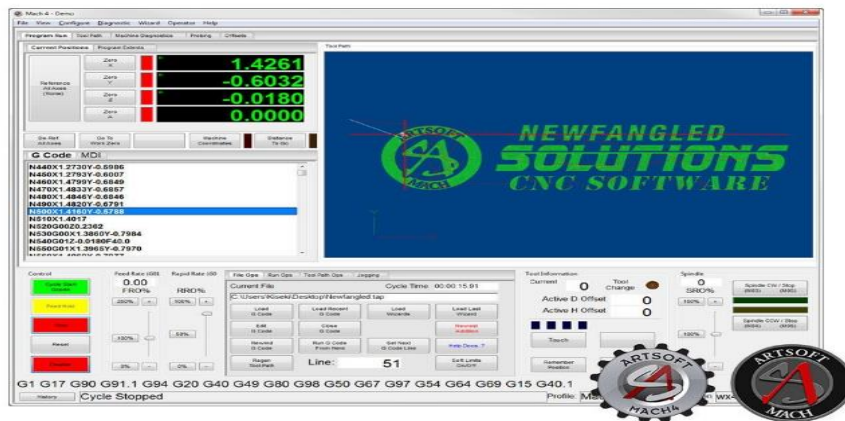 Mach 4 - Demo
File View Configure Diagnostic Wizard Operator Help
Program Run Tool Path Machine Diagnostics Probing Offsets
Current Positions Program Extents
Tool Path
Zero X 1.4261
Zero Y -0.6032
Zero Z -0.0180
Zero A 0.0000
Reference All Axes (Home)
Go Ref All Axes
Go To Work Zero
Machine Coordinates
Distance To Go
G Code MDI
N440X1.2730Y-0.5986
N450X1.2793Y-0.6007
N460X1.4799Y-0.6849
N470X1.4833Y-0.6857
N480X1.4846Y-0.6846
N490X1.4820Y-0.6791
N500X1.4160Y-0.5788
N510X1.4017
N520G00Z0.2362
N530G00X1.3860Y-0.7984
N540G01Z-0.0180F40.0
N550G01X1.3965Y-0.7970
ARTSOFT
MACH
NEWFANGLED
SOLUTIONS
CNC SOFTWARE
Control
Cycle Start
Feed Hold
Stop
Reset
Feed Rate
0.00
FRO%
Rapid Rate
RRO%
File Ops Run Ops Tool Path Ops Jogging
Current File Cycle Time 00:00 15.91
Load G Code
Load Recent G Code
Load Wizards
Load Last Wizard
Edit G Code
Close G Code
Rewind G Code
Run G Code From Here
Set Next G Code Line
Help Docs
Regen Toolpath
Line: 51
Soft Limits On/Off
Tool Information
Current 0 Tool Change
Active D Offset 0
Active H Offset 0
Touch
Remember Position
Spindle
0
SRO%
Spindle CW / Stop
Spindle CCW / Stop
G1 G17 G90 G91.1 G94 G20 G40 G49 G80 G98 G50 G67 G97 G54 G64 G69 G15 G40.1
History Cycle Stopped
Profile:
ARTSOFT
MACH4
ARTSOFT
MACH